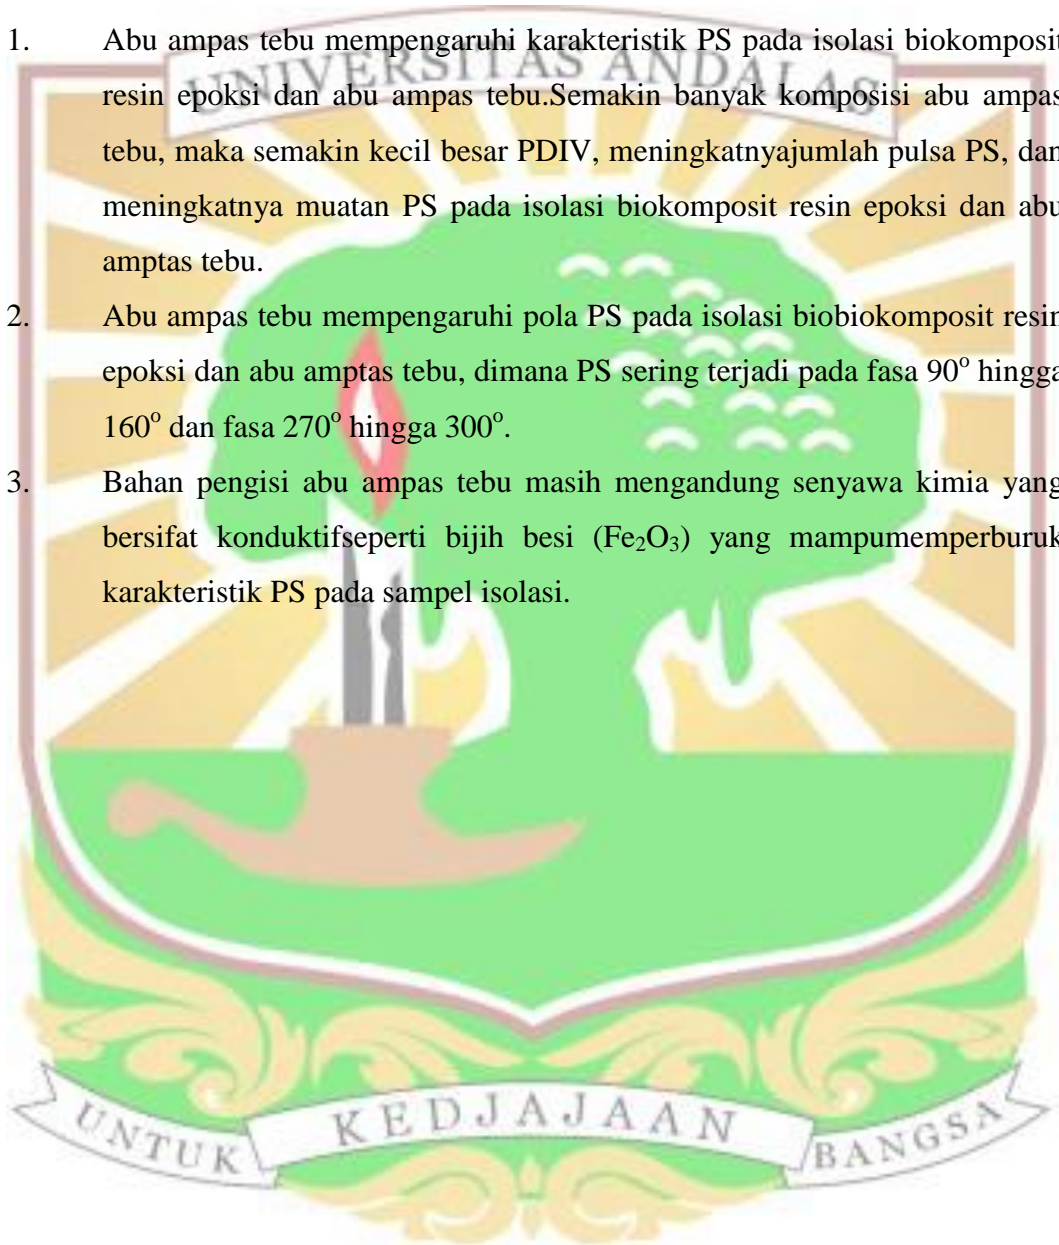 UNIVERSITAS ANDALAS
1. Abu ampas tebu mempengaruhi karakteristik PS pada isolasi biokomposit
resin epoksi dan abu ampas tebu.Semakin banyak komposisi abu ampas
tebu, maka semakin kecil besar PDIV, meningkatnyajumlah pulsa PS, dan
meningkatnya muatan PS pada isolasi biokomposit resin epoksi dan abu
amptas tebu.
2. Abu ampas tebu mempengaruhi pola PS pada isolasi biobiokomposit resin
epoksi dan abu amptas tebu, dimana PS sering terjadi pada fasa 90° hingga
160° dan fasa 270° hingga 300°.
3. Bahan pengisi abu ampas tebu masih mengandung senyawa kimia yang
bersifat konduktifseperti bijih besi (Fe₂O₃) yang mampumemperburuk
karakteristik PS pada sampel isolasi.
UNTUK KEDJAJAAN BANGSA